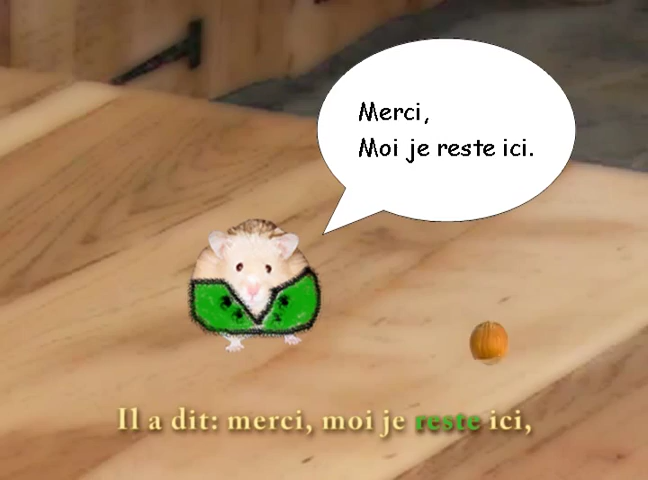 Merci,
Moi je reste ici.
Il a dit: merci, moi je reste ici,